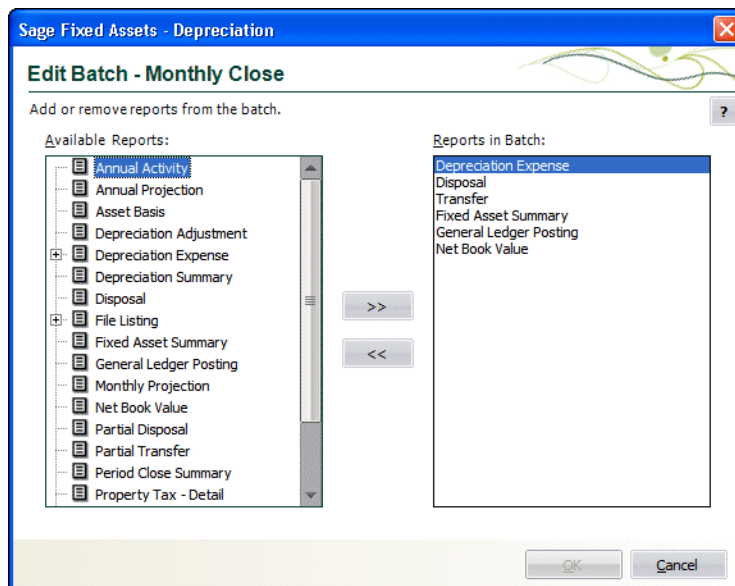 Sage Fixed Assets - Depreciation
Edit Batch - Monthly Close
Add or remove reports from the batch.
?
Available Reports:
Annual Activity
Annual Projection
Asset Basis
Depreciation Adjustment
Depreciation Expense
Depreciation Summary
Disposal
File Listing
Fixed Asset Summary
General Ledger Posting
Monthly Projection
Net Book Value
Partial Disposal
Partial Transfer
Period Close Summary
Property Tax - Detail
>>
<<
Reports in Batch:
Depreciation Expense
Disposal
Transfer
Fixed Asset Summary
General Ledger Posting
Net Book Value
OK
Cancel